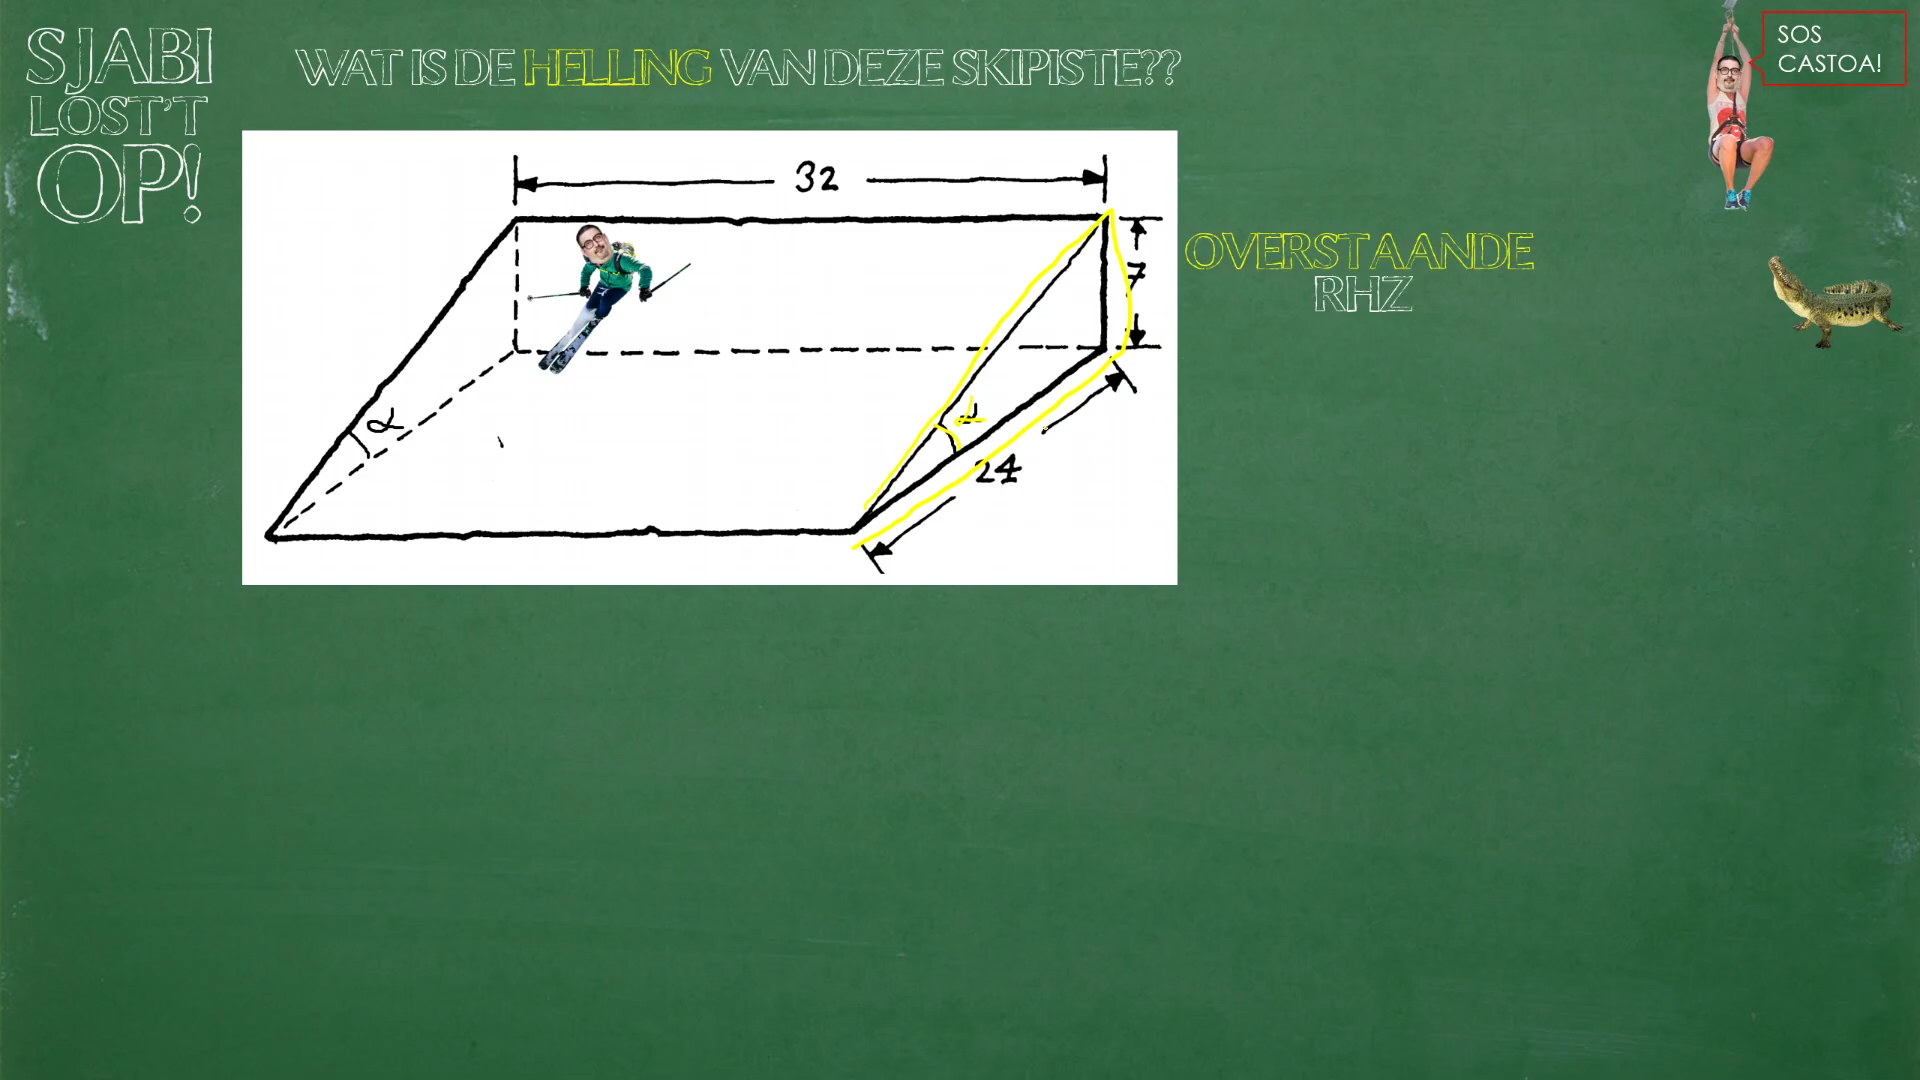 SJABI
LOST'T
OP!
WAT IS DE HELLING VAN DEZE SKIPISTE??
SOS
CASTOA!
32
7
OVERSTAANDE
RHZ
α
α
24